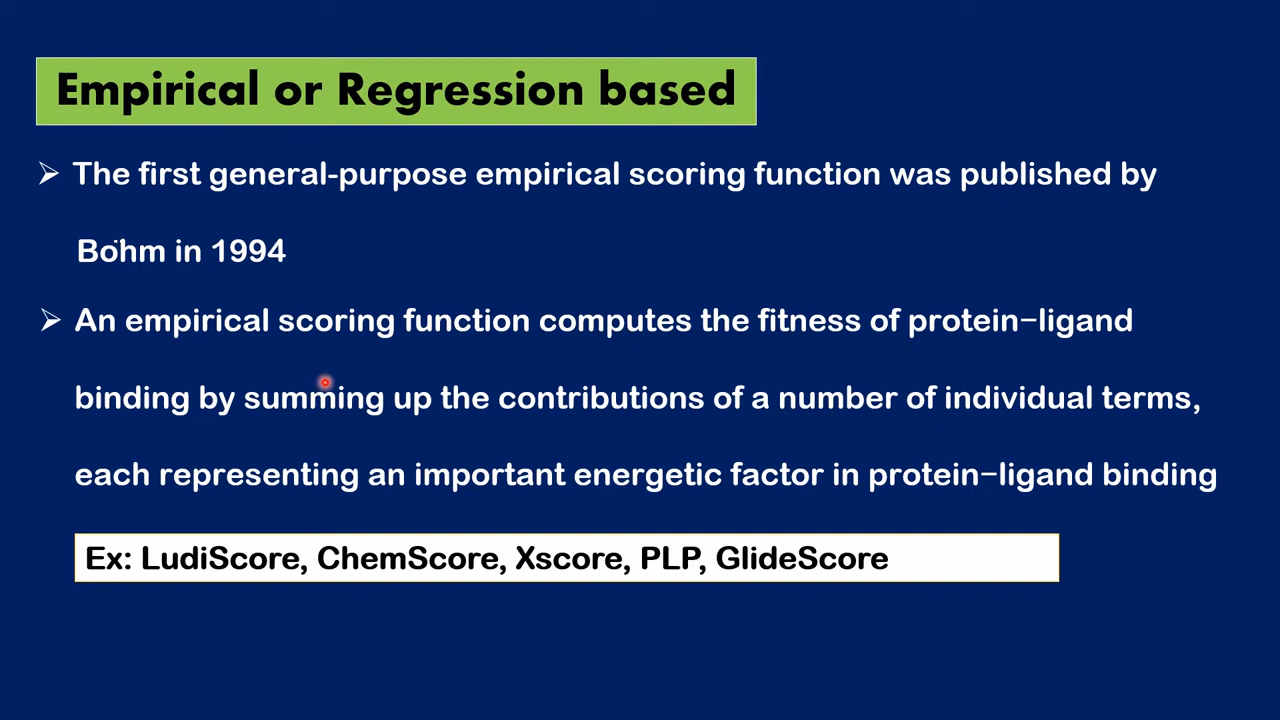 Empirical or Regression based
➢ The first general-purpose empirical scoring function was published by
Böhm in 1994
➢ An empirical scoring function computes the fitness of protein−ligand
binding by summing up the contributions of a number of individual terms,
each representing an important energetic factor in protein−ligand binding
Ex: LudiScore, ChemScore, Xscore, PLP, GlideScore